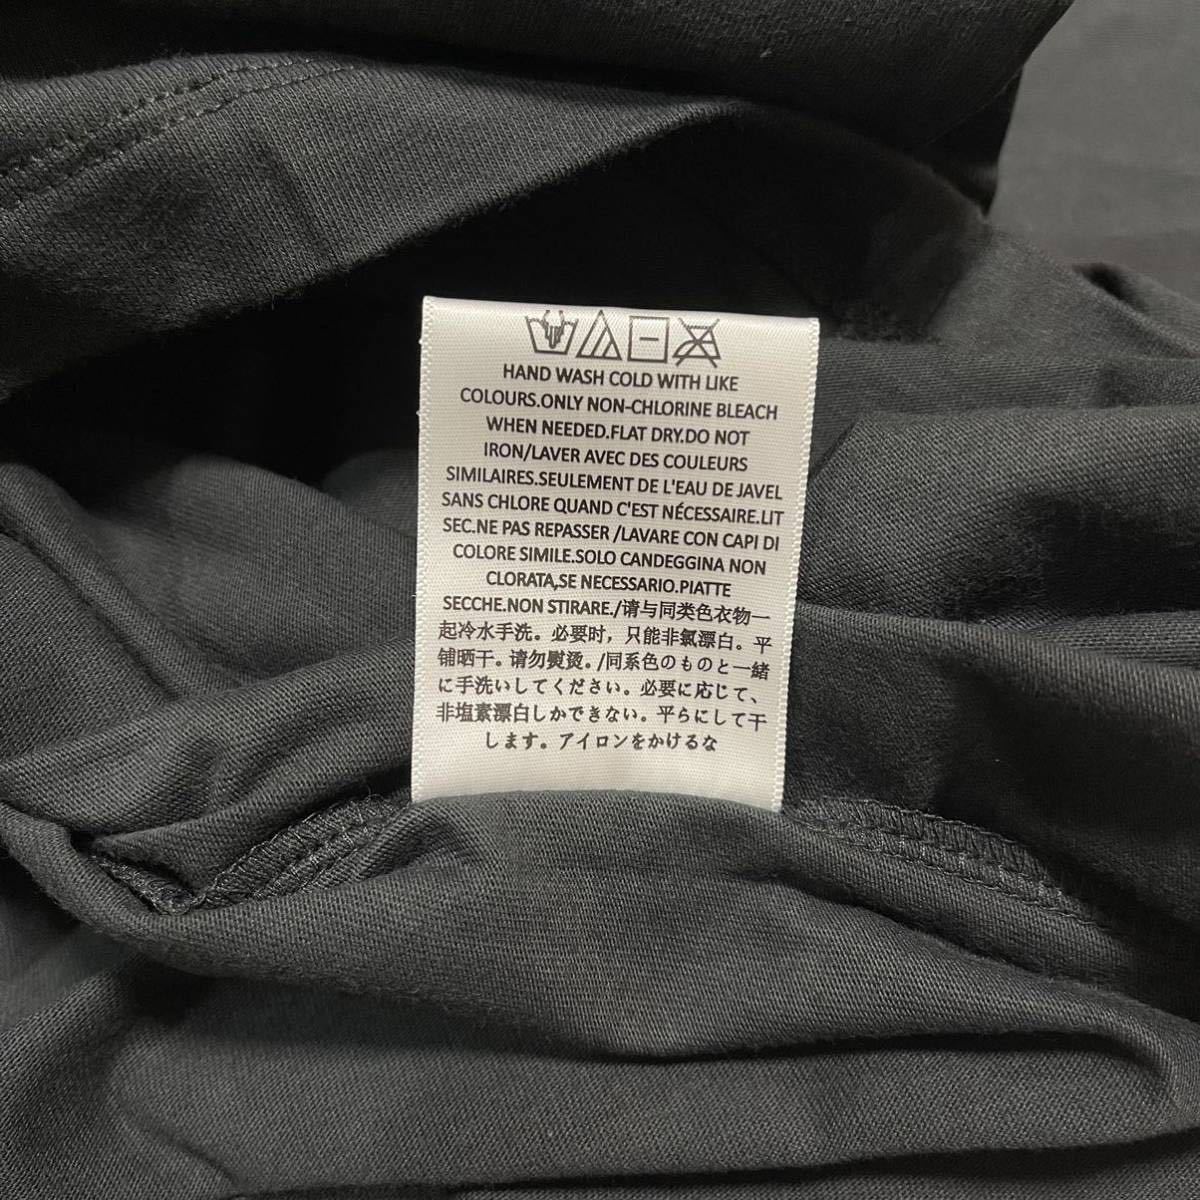 HAND WASH COLD WITH LIKE
COLOURS.ONLY NON-CHLORINE BLEACH
WHEN NEEDED.FLAT DRY.DO NOT
IRON/LAVER AVEC DES COULEURS
SIMILAIRES.SEULEMENT DE L'EAU DE JAVEL
SANS CHLORE QUAND C'EST NÉCESSAIRE.LIT
SEC.NE PAS REPASSER /LAVARE CON CAPI DI
COLORE SIMILE.SOLO CANDEGGINA NON
CLORATA,SE NECESSARIO.PIATTE
SECCHE.NON STIRARE./请与同类色衣物一
起冷水手洗。必要时，只能非氯漂白。平
铺晒干。请勿熨烫。/同系色のものと一緒
に手洗いしてください。必要に応じて、
非塩素漂白しかできない。平らにして干
します。アイロンをかけるな